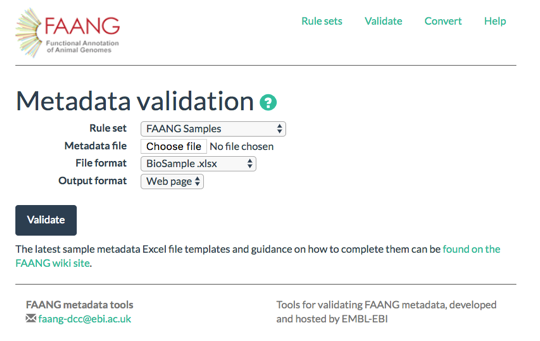 FAANG
Functional Annotation
of Animal Genomes
Rule sets Validate Convert Help
Metadata validation ?
Rule set FAANG Samples
Metadata file Choose file No file chosen
File format BioSample .xlsx
Output format Web page
Validate
The latest sample metadata Excel file templates and guidance on how to complete them can be found on the
FAANG wiki site.
FAANG metadata tools
faang-dcc@ebi.ac.uk
Tools for validating FAANG metadata, developed
and hosted by EMBL-EBI